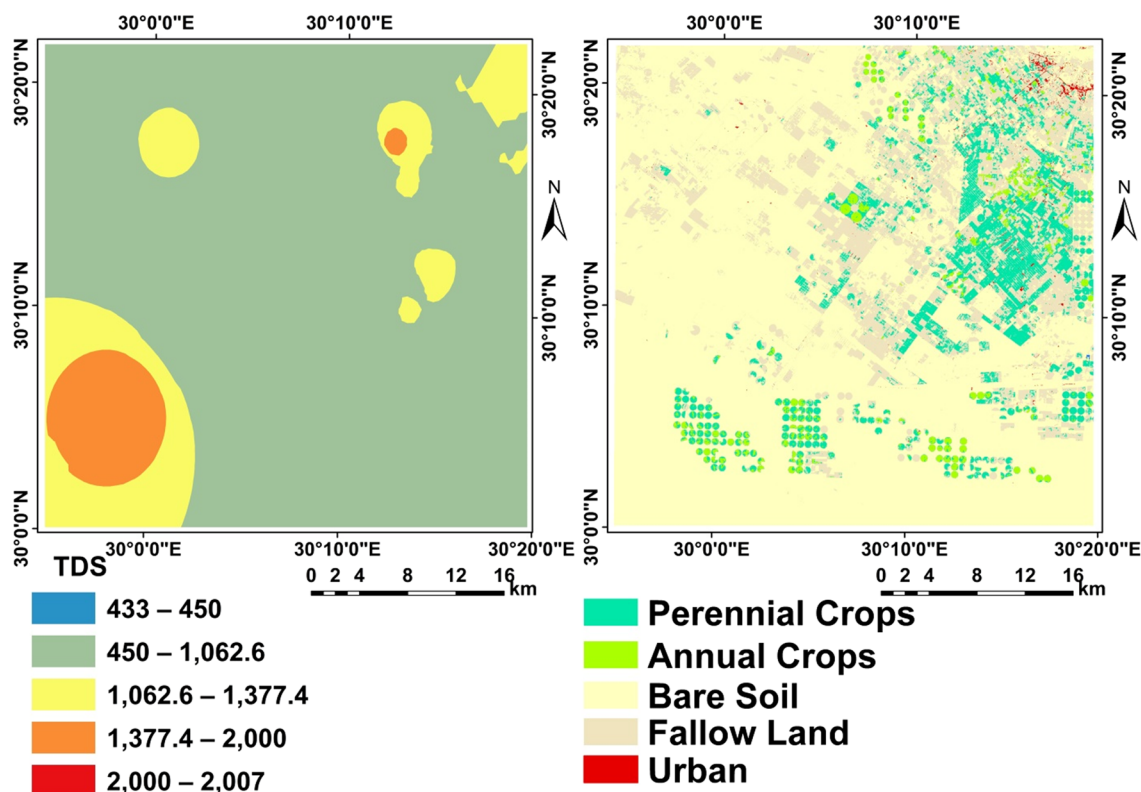 30°0'0"E 30°10'0"E
30°0'0"E 30°10'0"E
30°20'0"N
30°10'0"N
30°0'0"N
30°20'0"N
30°10'0"N
N
30°20'0"N
30°10'0"N
30°0'0"N
30°20'0"N
30°10'0"N
N
30°0'0"E 30°10'0"E 30°20'0"E
30°0'0"E 30°10'0"E 30°20'0"E
TDS
0 2 4 8 12 16 km
0 2 4 8 12 16 km
433 – 450
450 – 1,062.6
1,062.6 – 1,377.4
1,377.4 – 2,000
2,000 – 2,007
Perennial Crops
Annual Crops
Bare Soil
Fallow Land
Urban